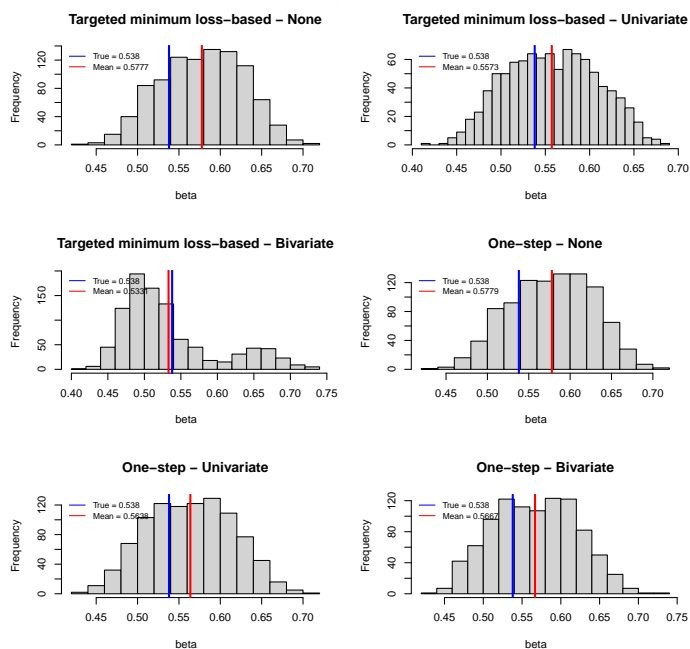 Targeted minimum loss−based − None
True = 0.538
Mean = 0.5777
Frequency
0 40 80 120
0.45 0.50 0.55 0.60 0.65 0.70
beta
Targeted minimum loss−based − Univariate
True = 0.538
Mean = 0.5573
Frequency
0 20 40 60
0.40 0.45 0.50 0.55 0.60 0.65 0.70
beta
Targeted minimum loss−based − Bivariate
True = 0.538
Mean = 0.5331
Frequency
0 50 150
0.40 0.45 0.50 0.55 0.60 0.65 0.70 0.75
beta
One−step − None
True = 0.538
Mean = 0.5779
Frequency
0 40 80 120
0.45 0.50 0.55 0.60 0.65 0.70
beta
One−step − Univariate
True = 0.538
Mean = 0.5638
Frequency
0 40 80 120
0.45 0.50 0.55 0.60 0.65 0.70
beta
One−step − Bivariate
True = 0.538
Mean = 0.5667
Frequency
0 40 80 120
0.45 0.50 0.55 0.60 0.65 0.70 0.75
beta